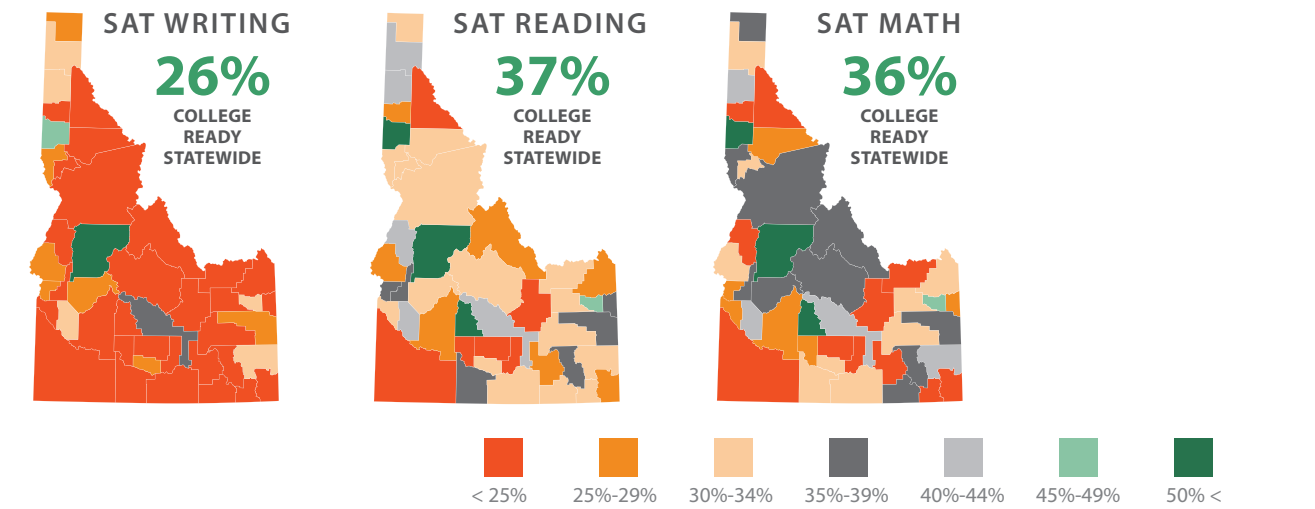 SAT WRITING
26%
COLLEGE
READY
STATEWIDE
SAT READING
37%
COLLEGE
READY
STATEWIDE
SAT MATH
36%
COLLEGE
READY
STATEWIDE
< 25%
25%-29%
30%-34%
35%-39%
40%-44%
45%-49%
50% <